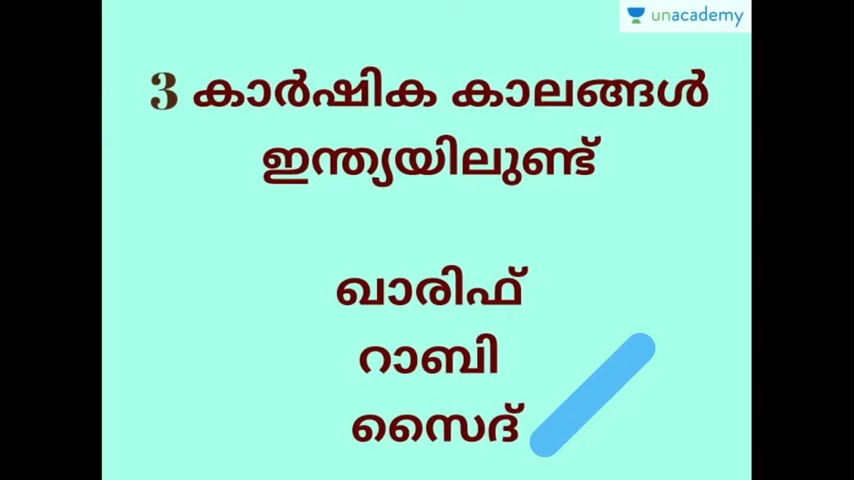 unacademy
3 കാർഷിക കാലങ്ങൾ
ഇന്ത്യയിലുണ്ട്
ഖാരിഫ്
റാബി
സൈദ്